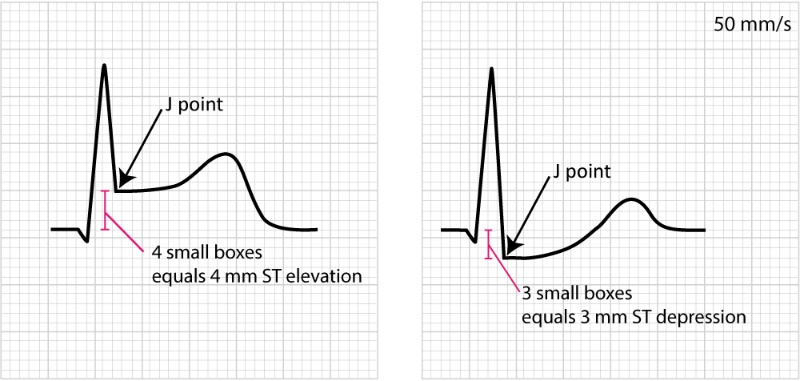 J point
4 small boxes
equals 4 mm ST elevation
50 mm/s
J point
3 small boxes
equals 3 mm ST depression